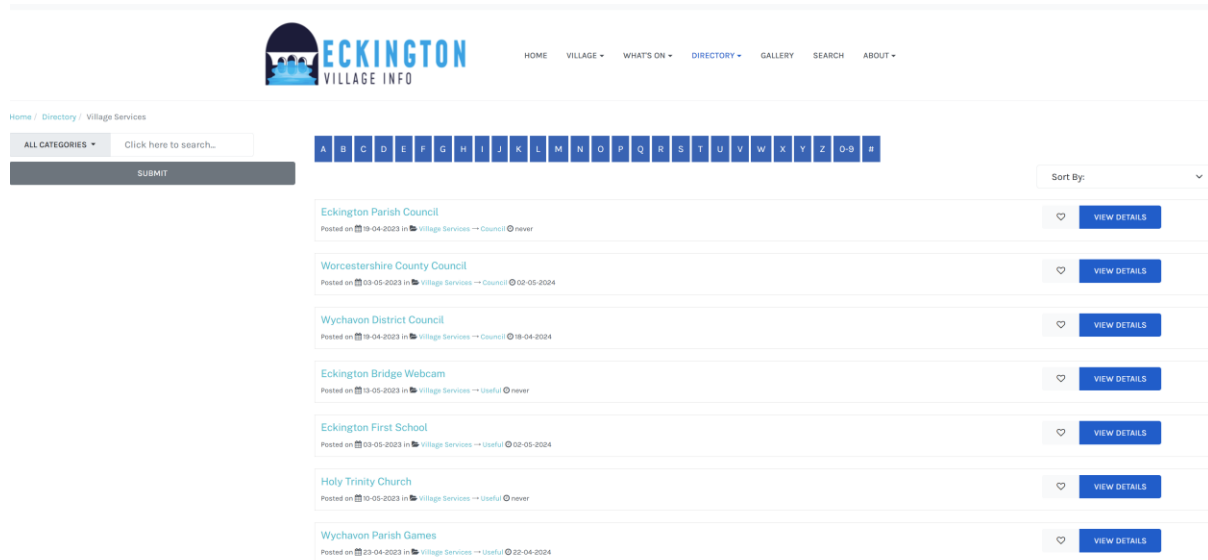 ECKINGTON
VILLAGE INFO
HOME VILLAGE WHAT'S ON DIRECTORY GALLERY SEARCH ABOUT
Home / Directory / Village Services
ALL CATEGORIES Click here to search...
SUBMIT
A B C D E F G H I J K L M N O P Q R S T U V W X Y Z 0-9 #
Sort By:
Eckington Parish Council
Posted on 19-04-2023 in Village Services → Council never
VIEW DETAILS
Worcestershire County Council
Posted on 03-05-2023 in Village Services → Council 02-05-2024
VIEW DETAILS
Wychavon District Council
Posted on 19-04-2023 in Village Services → Council 18-04-2024
VIEW DETAILS
Eckington Bridge Webcam
Posted on 13-05-2023 in Village Services → Useful never
VIEW DETAILS
Eckington First School
Posted on 03-05-2023 in Village Services → Useful 02-05-2024
VIEW DETAILS
Holy Trinity Church
Posted on 10-05-2023 in Village Services → Useful never
VIEW DETAILS
Wychavon Parish Games
Posted on 23-04-2023 in Village Services → Useful 22-04-2024
VIEW DETAILS